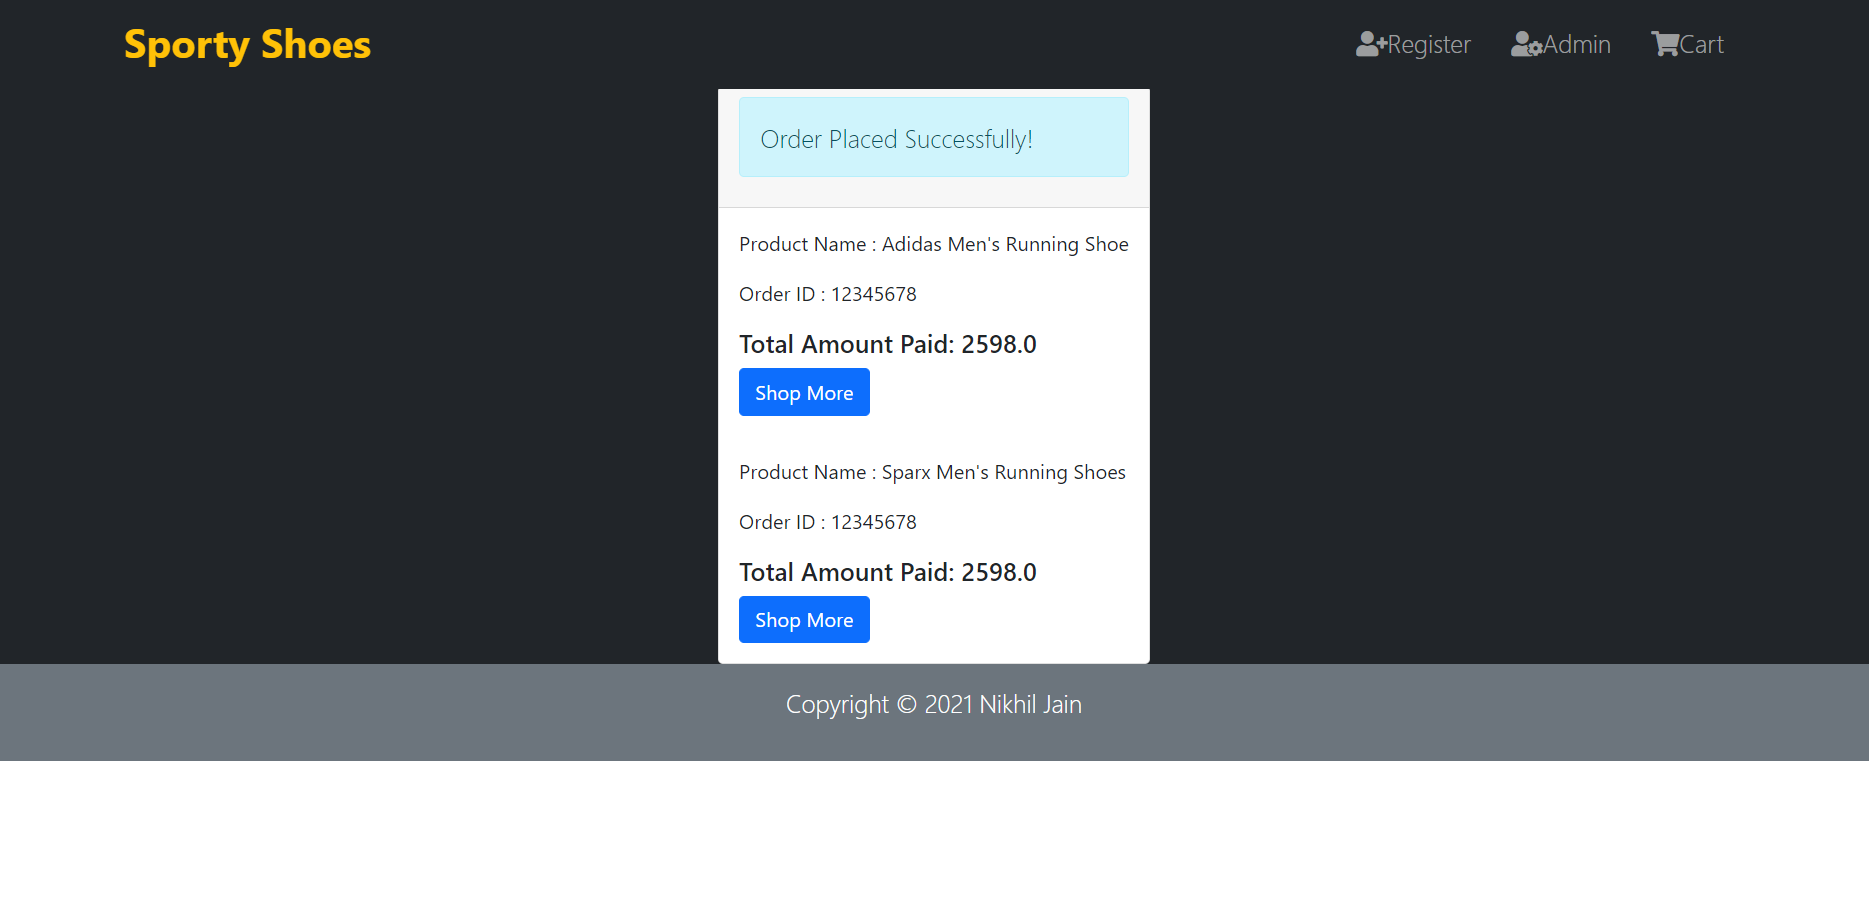 Sporty Shoes
Register Admin Cart
Order Placed Successfully!
Product Name : Adidas Men's Running Shoe
Order ID : 12345678
Total Amount Paid: 2598.0
Shop More
Product Name : Sparx Men's Running Shoes
Order ID : 12345678
Total Amount Paid: 2598.0
Shop More
Copyright © 2021 Nikhil Jain